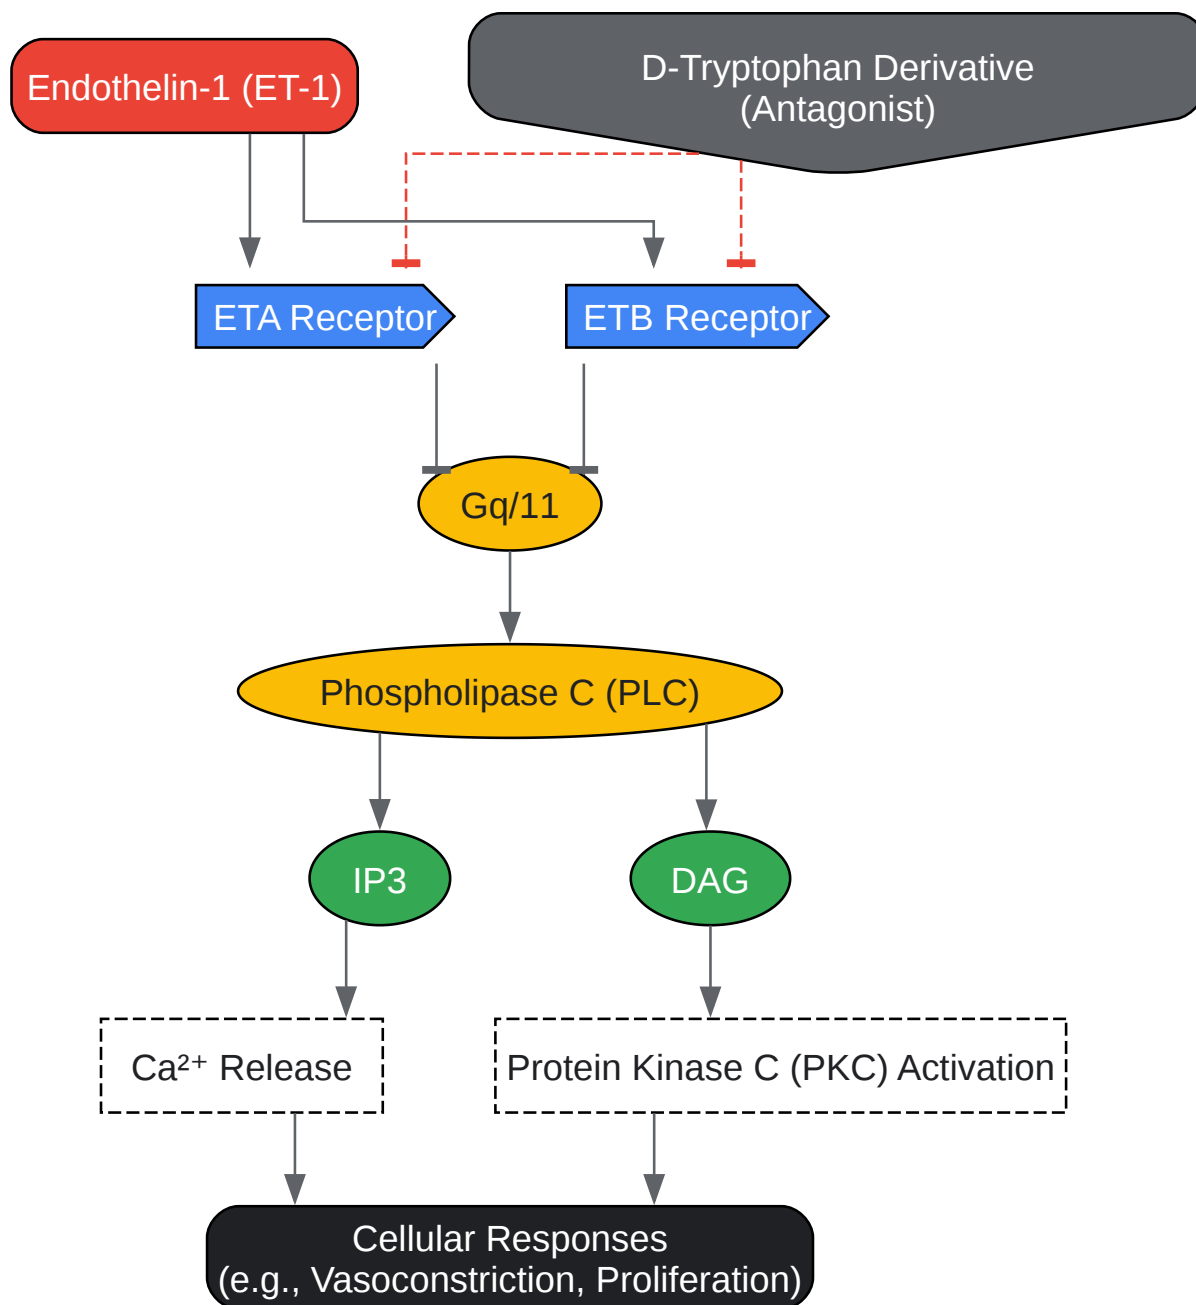 Endothelin-1 (ET-1)
D-Tryptophan Derivative
(Antagonist)
ETA Receptor
ETB Receptor
Gq/11
Phospholipase C (PLC)
IP3
DAG
Ca²⁺ Release
Protein Kinase C (PKC) Activation
Cellular Responses
(e.g., Vasoconstriction, Proliferation)